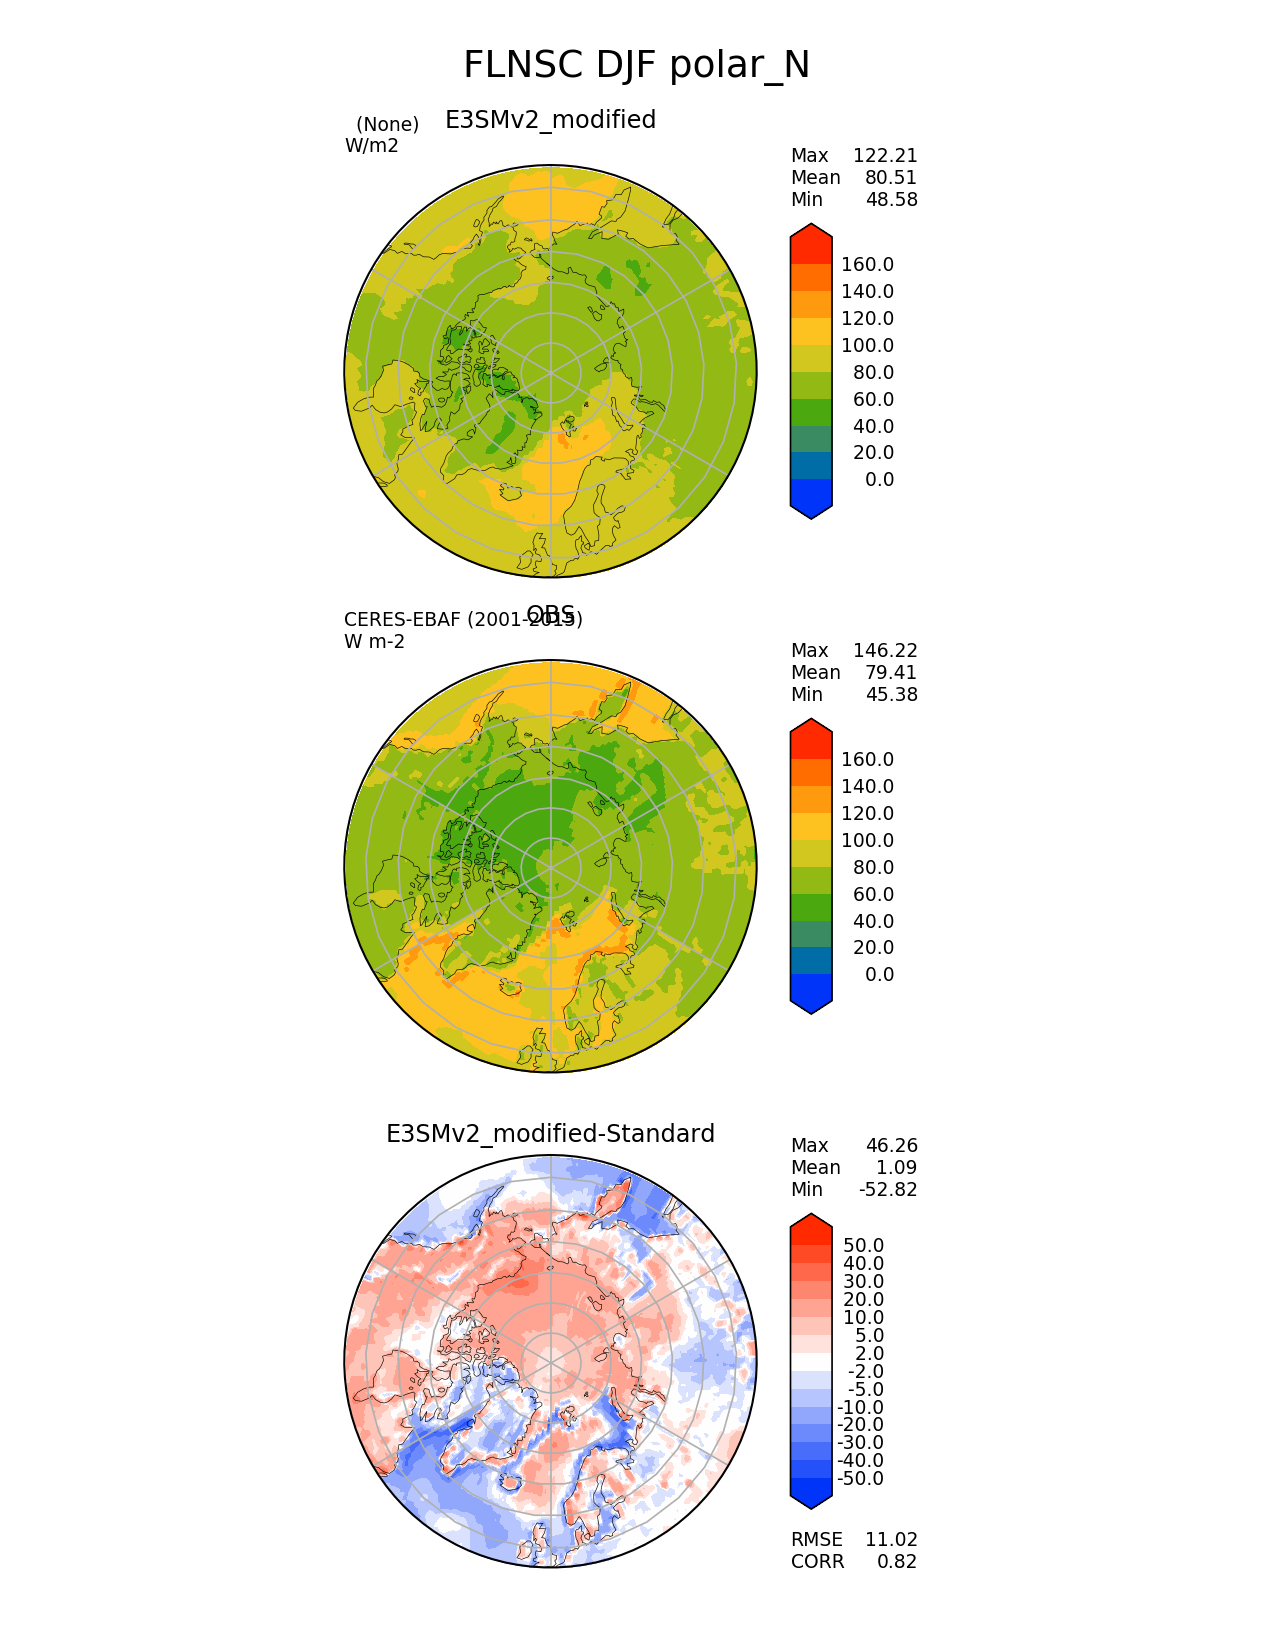 FLNSC DJF polar_N
(None) E3SMv2_modified
W/m2
Max 122.21
Mean 80.51
Min 48.58
160.0
140.0
120.0
100.0
80.0
60.0
40.0
20.0
0.0
OBS
CERES-EBAF (2001-2015)
W m-2
Max 146.22
Mean 79.41
Min 45.38
160.0
140.0
120.0
100.0
80.0
60.0
40.0
20.0
0.0
E3SMv2_modified-Standard
Max 46.26
Mean 1.09
Min -52.82
50.0
40.0
30.0
20.0
10.0
5.0
2.0
-2.0
-5.0
-10.0
-20.0
-30.0
-40.0
-50.0
RMSE 11.02
CORR 0.82